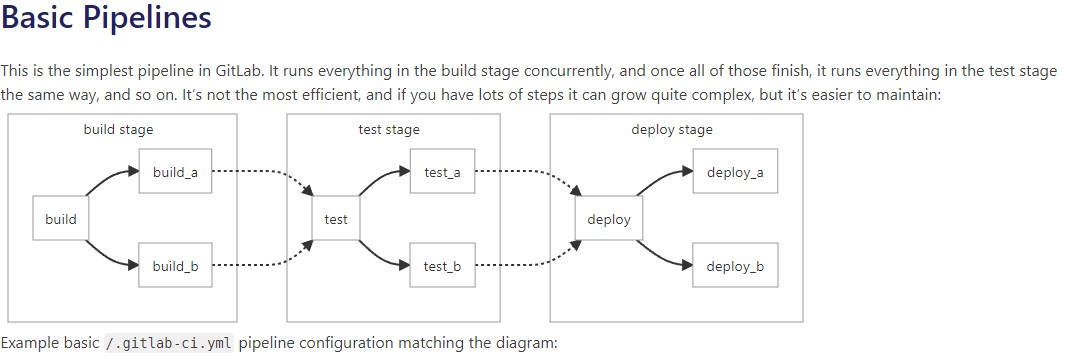 Basic Pipelines
This is the simplest pipeline in GitLab. It runs everything in the build stage concurrently, and once all of those finish, it runs everything in the test stage
the same way, and so on. It's not the most efficient, and if you have lots of steps it can grow quite complex, but it's easier to maintain:
build stage
build
build_a
build_b
test stage
test
test_a
test_b
deploy stage
deploy
deploy_a
deploy_b
Example basic /.gitlab-ci.yml pipeline configuration matching the diagram: